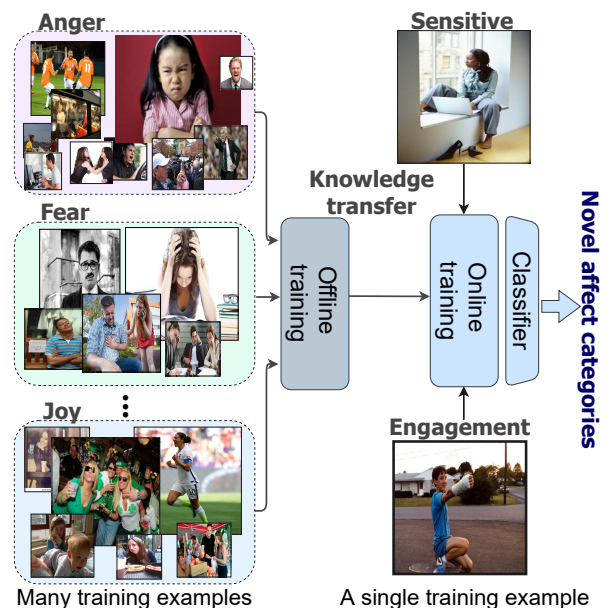 Anger
Sensitive
Knowledge
transfer
Fear
Offline
training
Online
training
Classifier
Novel affect categories
Joy
Engagement
Many training examples
A single training example